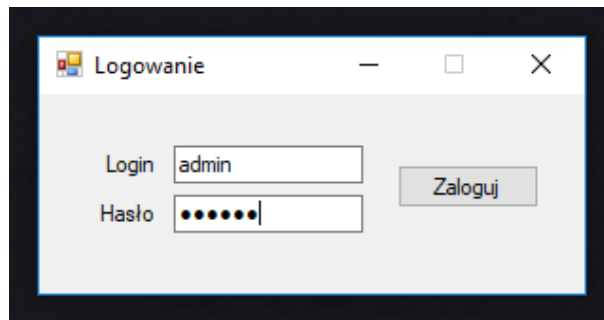 Logowanie
Login admin
Zaloguj
Hasło ●●●●●●